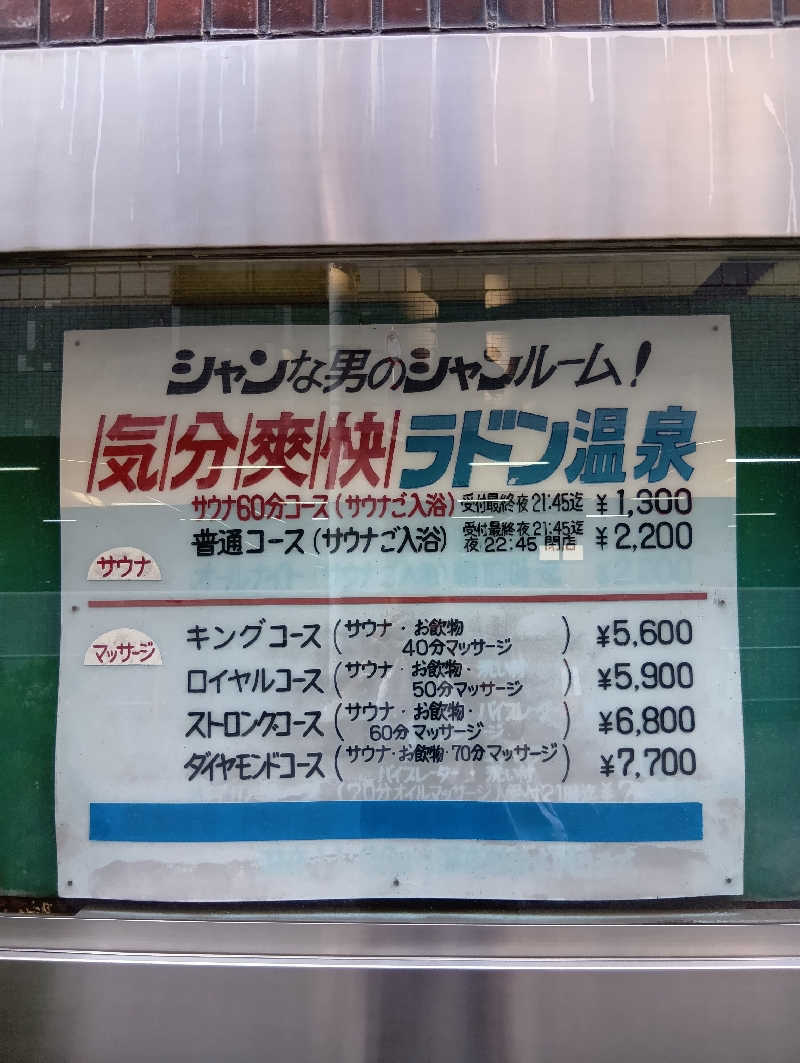 シャンな男のシャンルーム!
気分爽快ラドン温泉
サウナ60分コース(サウナご入浴) 受付最終夜21:45迄 ¥1,300
普通コース(サウナご入浴) 受付最終夜21:45迄 夜22:45 閉店 ¥2,200
サウナ
マッサージ
キングコース(サウナ・お飲物 40分マッサージ) ¥5,600
ロイヤルコース(サウナ・お飲物・50分マッサージ) ¥5,900
ストロングコース(サウナ・お飲物・60分マッサージ) ¥6,800
ダイヤモンドコース(サウナ・お飲物・70分マッサージ) ¥7,700